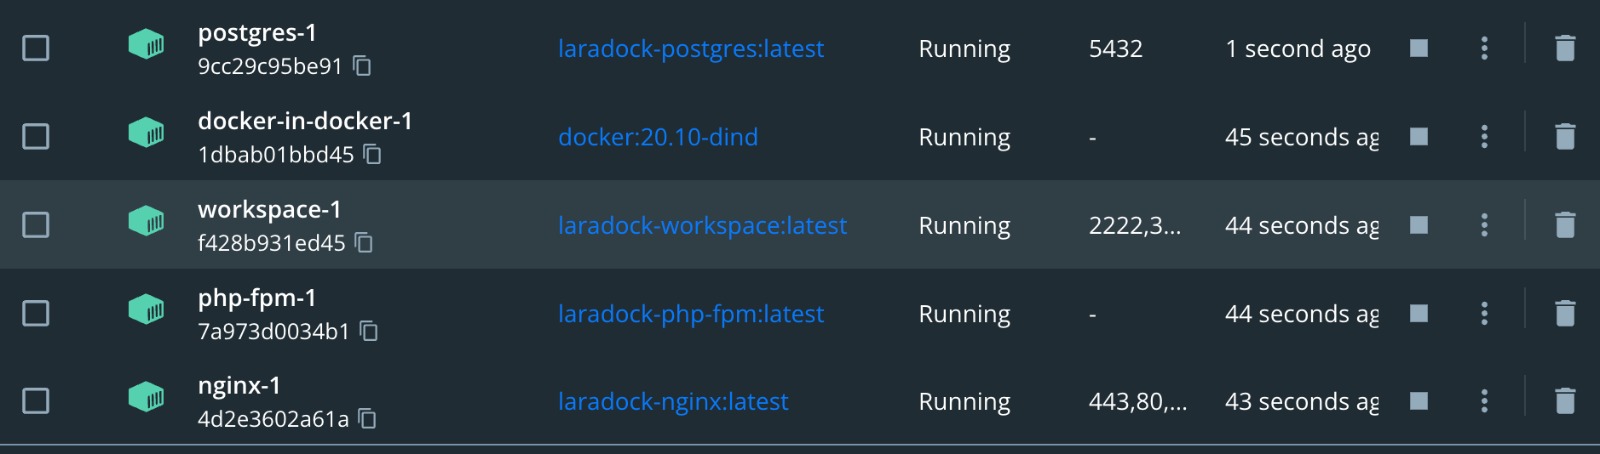 postgres-1
9cc29c95be91
laradock-postgres:latest
Running
5432
1 second ago
docker-in-docker-1
1dbab01bbd45
docker:20.10-dind
Running
-
45 seconds ag
workspace-1
f428b931ed45
laradock-workspace:latest
Running
2222,3...
44 seconds ag
php-fpm-1
7a973d0034b1
laradock-php-fpm:latest
Running
-
44 seconds ag
nginx-1
4d2e3602a61a
laradock-nginx:latest
Running
443,80,...
43 seconds ag